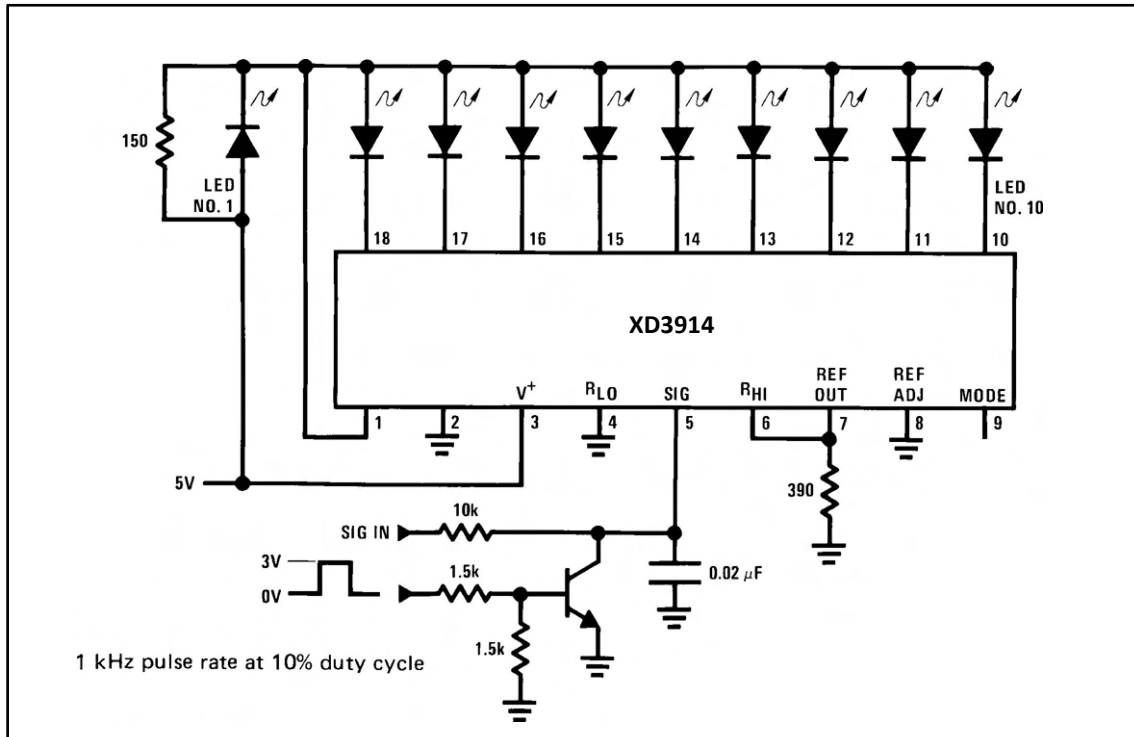 150
LED
NO. 1
LED
NO. 10
18 17 16 15 14 13 12 11 10
XD3914
V+ RLO SIG RHI REF OUT REF ADJ MODE
1 2 3 4 5 6 7 8 9
5V
390
10k
SIG IN
3V
0V
1.5k
0.02 μF
1.5k
1 kHz pulse rate at 10% duty cycle